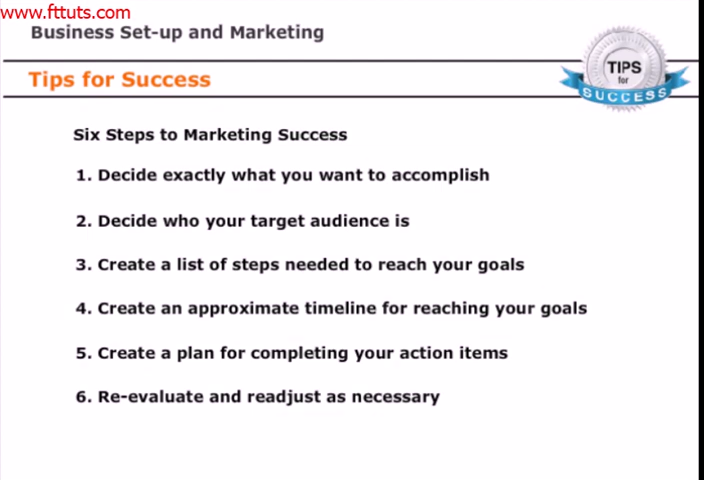 www.fttuts.com
Business Set-up and Marketing
Tips for Success
TIPS
for
SUCCESS
Six Steps to Marketing Success
1. Decide exactly what you want to accomplish
2. Decide who your target audience is
3. Create a list of steps needed to reach your goals
4. Create an approximate timeline for reaching your goals
5. Create a plan for completing your action items
6. Re-evaluate and readjust as necessary